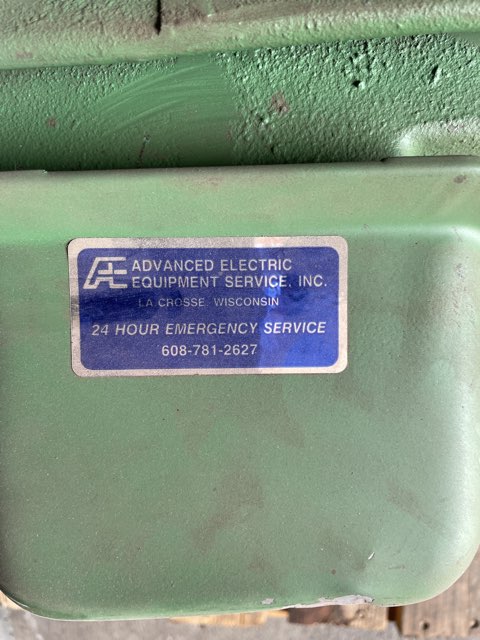 AE ADVANCED ELECTRIC
EQUIPMENT SERVICE, INC.
LA CROSSE, WISCONSIN
24 HOUR EMERGENCY SERVICE
608-781-2627